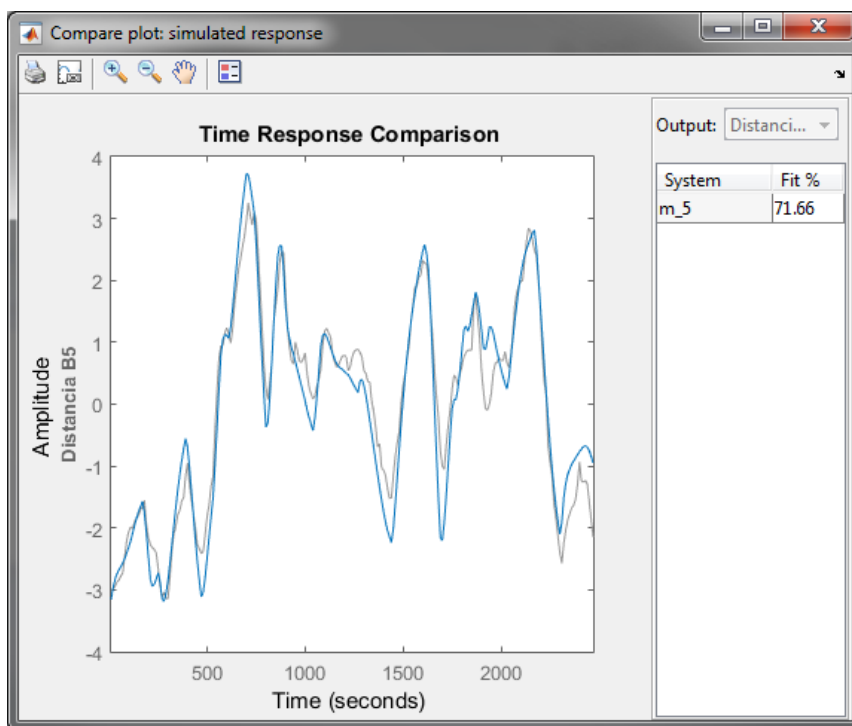 Compare plot: simulated response
Time Response Comparison
Output: Distanci...
System Fit %
m_5 71.66
Amplitude
Distancia B5
4
3
2
1
0
-1
-2
-3
-4
500 1000 1500 2000
Time (seconds)